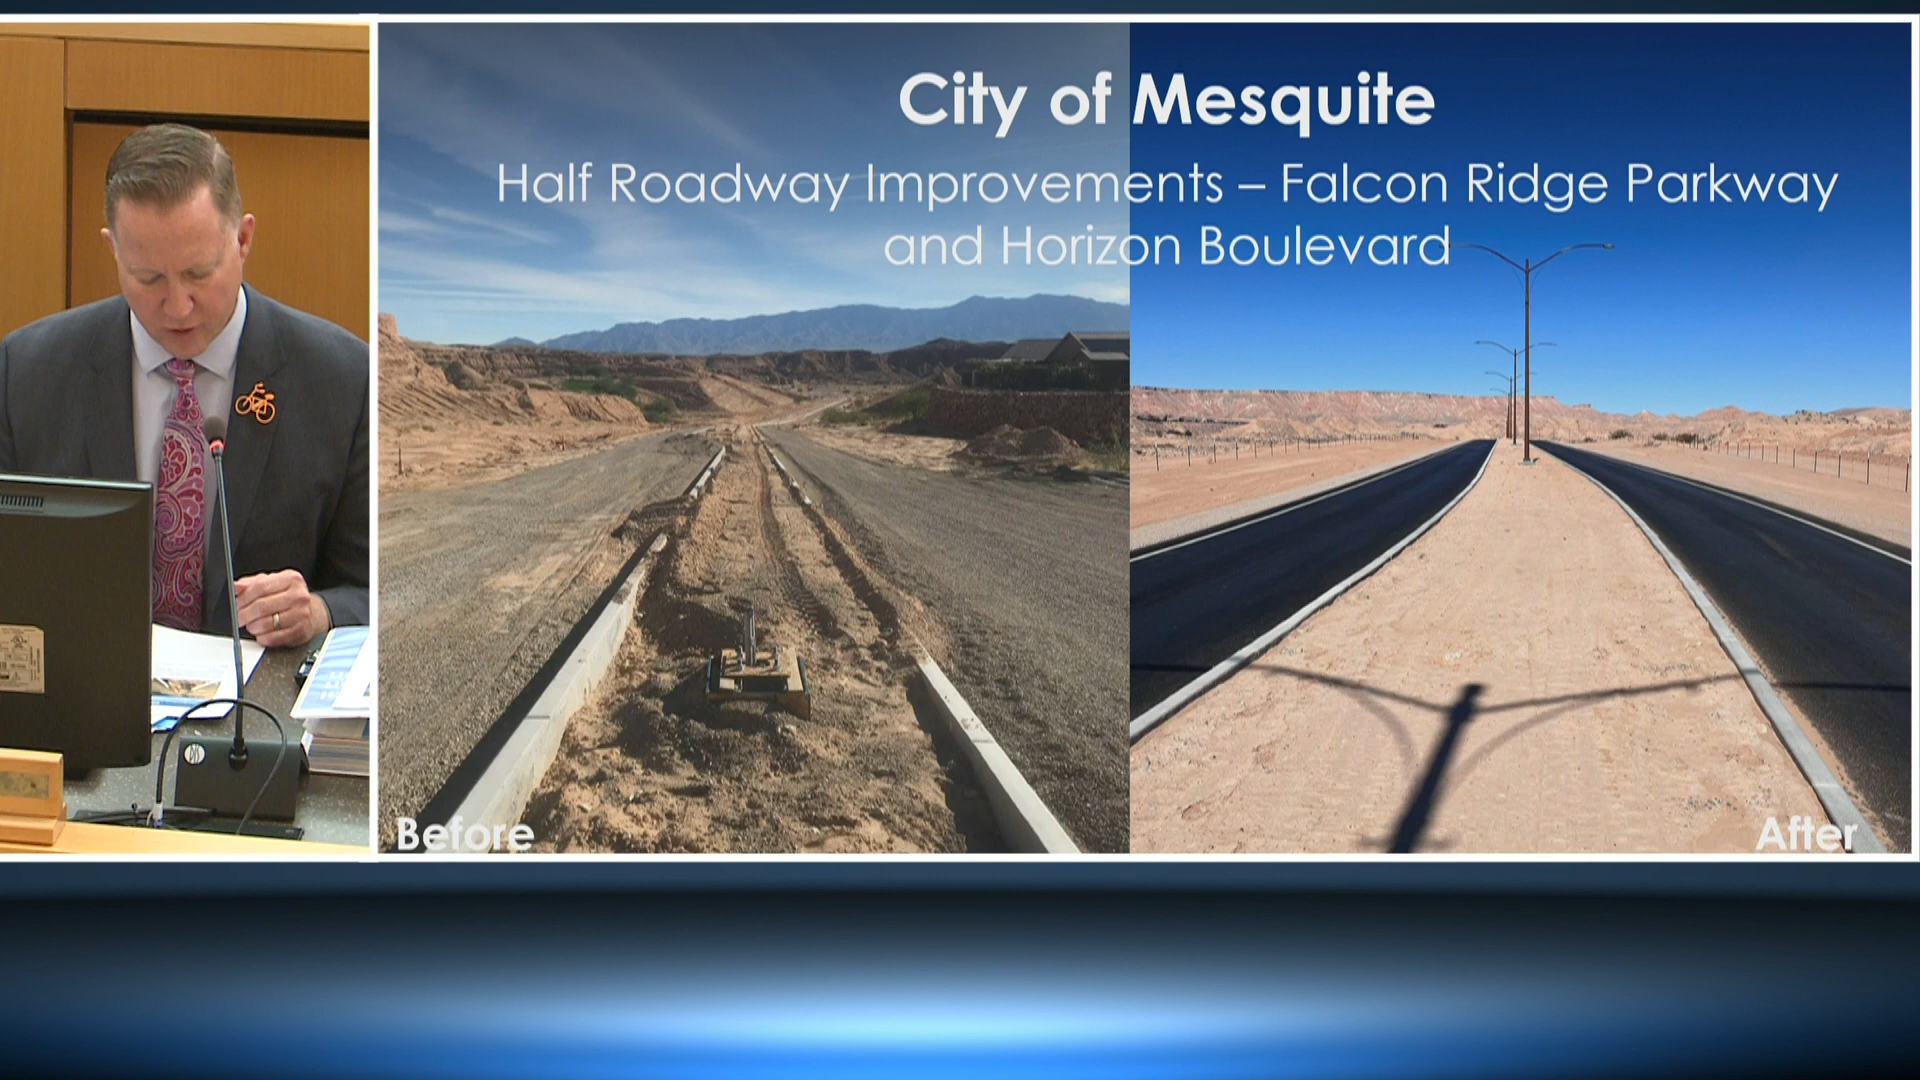 City of Mesquite
Half Roadway Improvements – Falcon Ridge Parkway
and Horizon Boulevard
Before
After